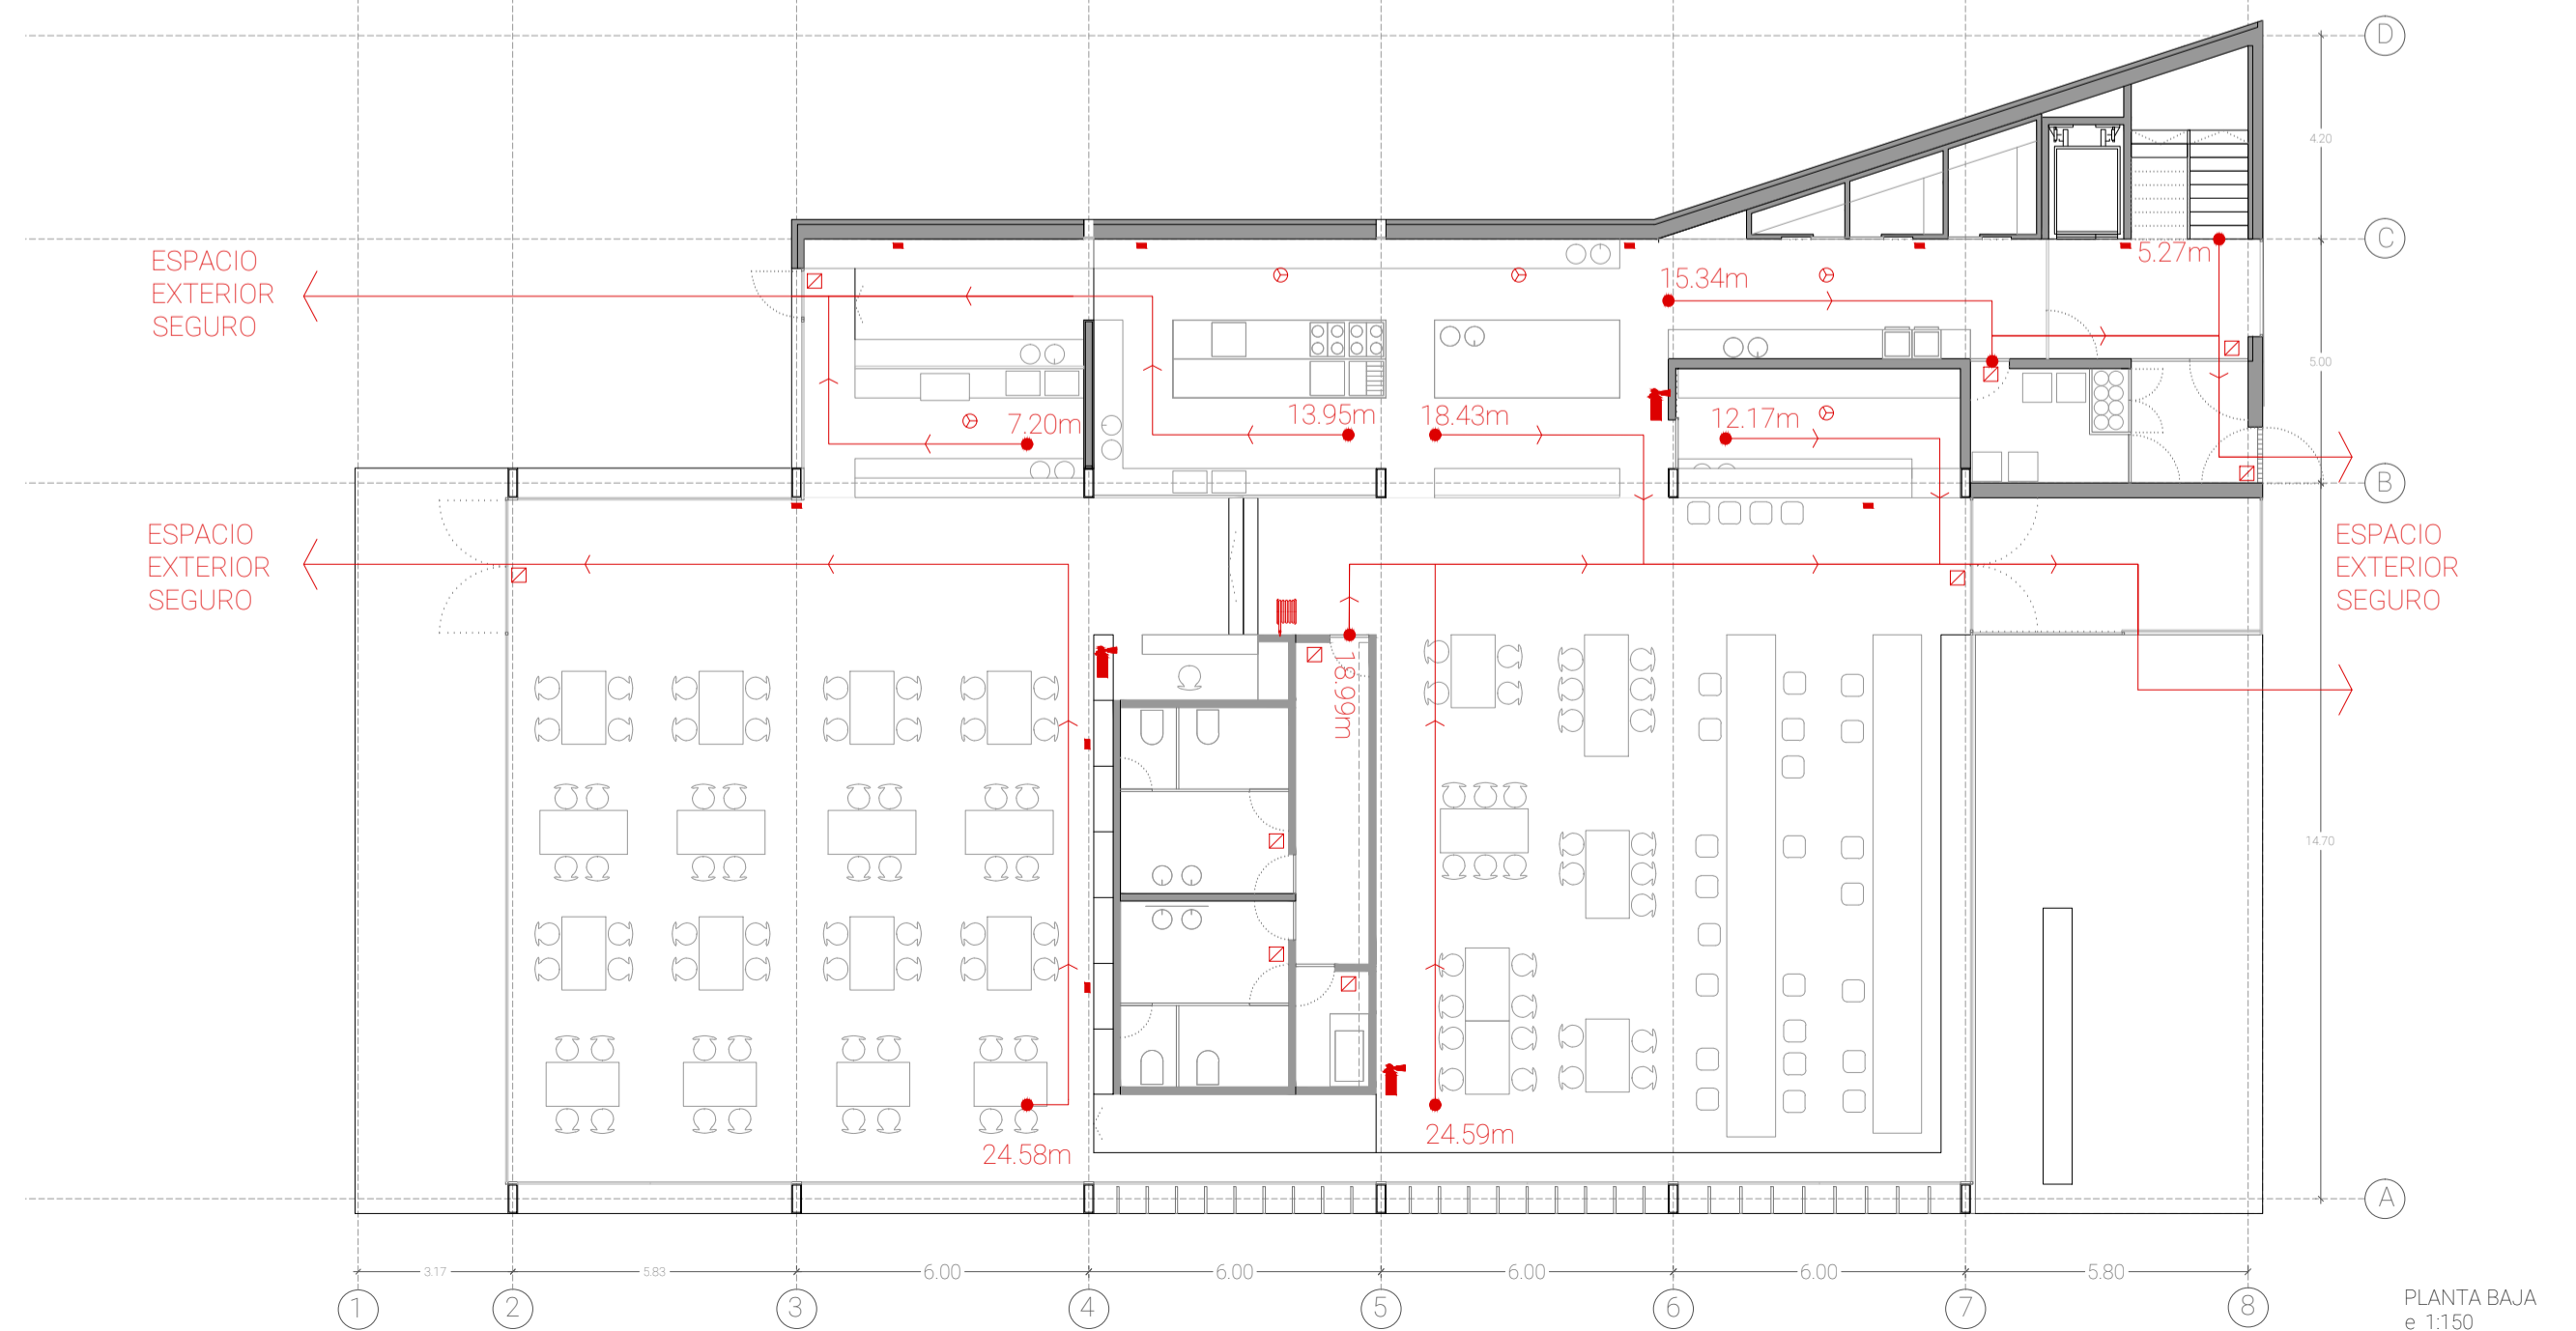 D
4.20
C
ESPACIO
EXTERIOR
SEGURO
5.27m
15.34m
5.00
7.20m
13.95m
18.43m
12.17m
B
ESPACIO
EXTERIOR
SEGURO
ESPACIO
EXTERIOR
SEGURO
18.99m
14.70
24.58m
24.59m
A
3.17
5.83
6.00
6.00
6.00
6.00
5.80
1
2
3
4
5
6
7
8
PLANTA BAJA
e 1:150